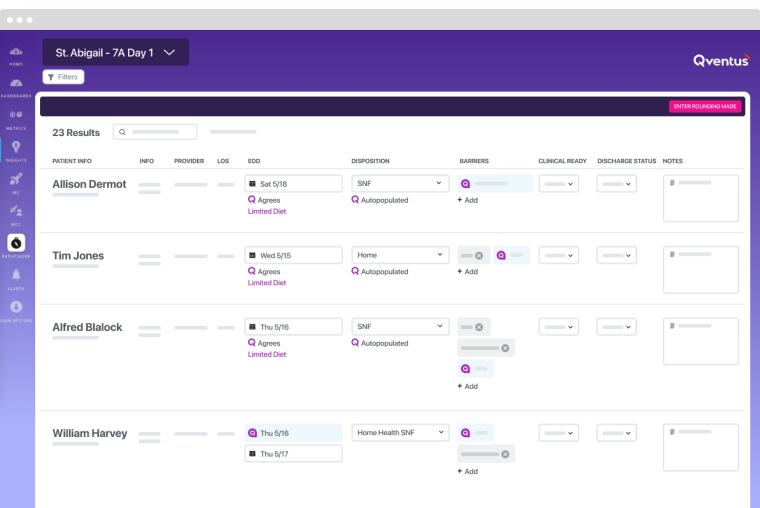 St. Abigail - 7A Day 1
Qventus
Filters
HOME
DASHBOARDS
METRICS
INSIGHTS
MCC
PATHFINDER
ALERTS
USER OPTIONS
ENTER ROUNDING MADE
23 Results
PATIENT INFO INFO PROVIDER LOS EDD DISPOSITION BARRIERS CLINICAL READY DISCHARGE STATUS NOTES
Allison Dermot Sat 5/18 SNF
Agrees Autopopulated + Add
Limited Diet
Tim Jones Wed 5/15 Home
Agrees Autopopulated + Add
Limited Diet
Alfred Blalock Thu 5/16 SNF
Agrees Autopopulated
Limited Diet
+ Add
William Harvey Thu 5/16 Home Health SNF
Thu 5/17
+ Add